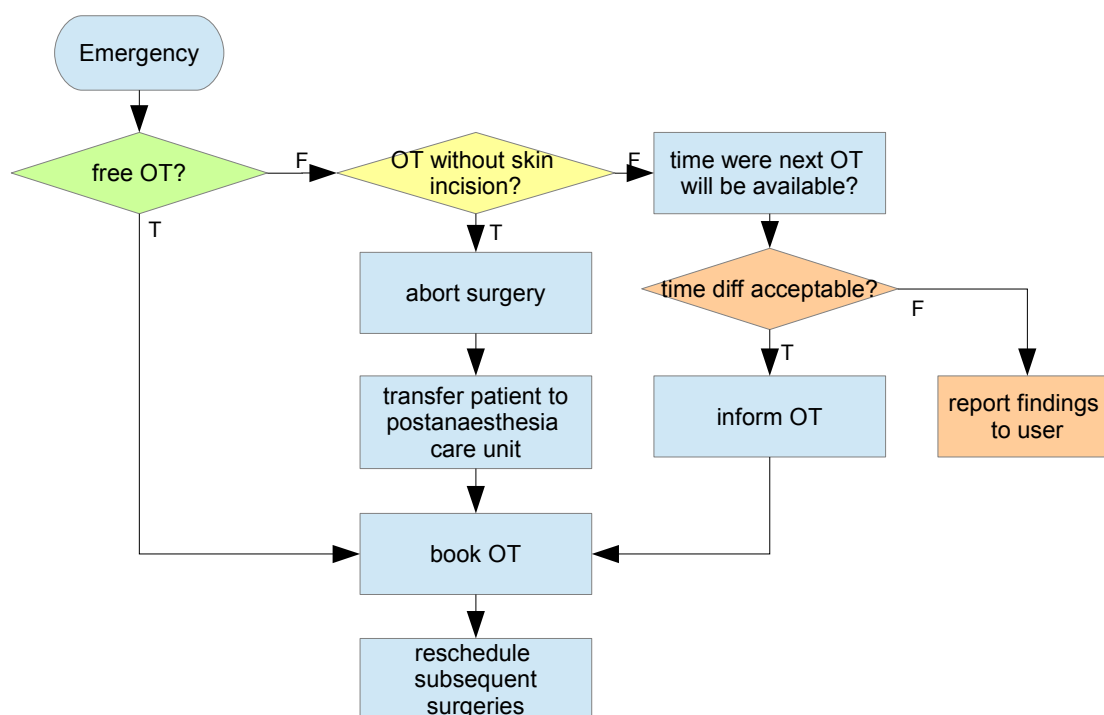 Emergency
free OT?
F
OT without skin
incision?
F
time were next OT
will be available?
T
T
abort surgery
time diff acceptable?
F
T
transfer patient to
postanaesthesia
care unit
inform OT
report findings
to user
book OT
reschedule
subsequent
surgeries